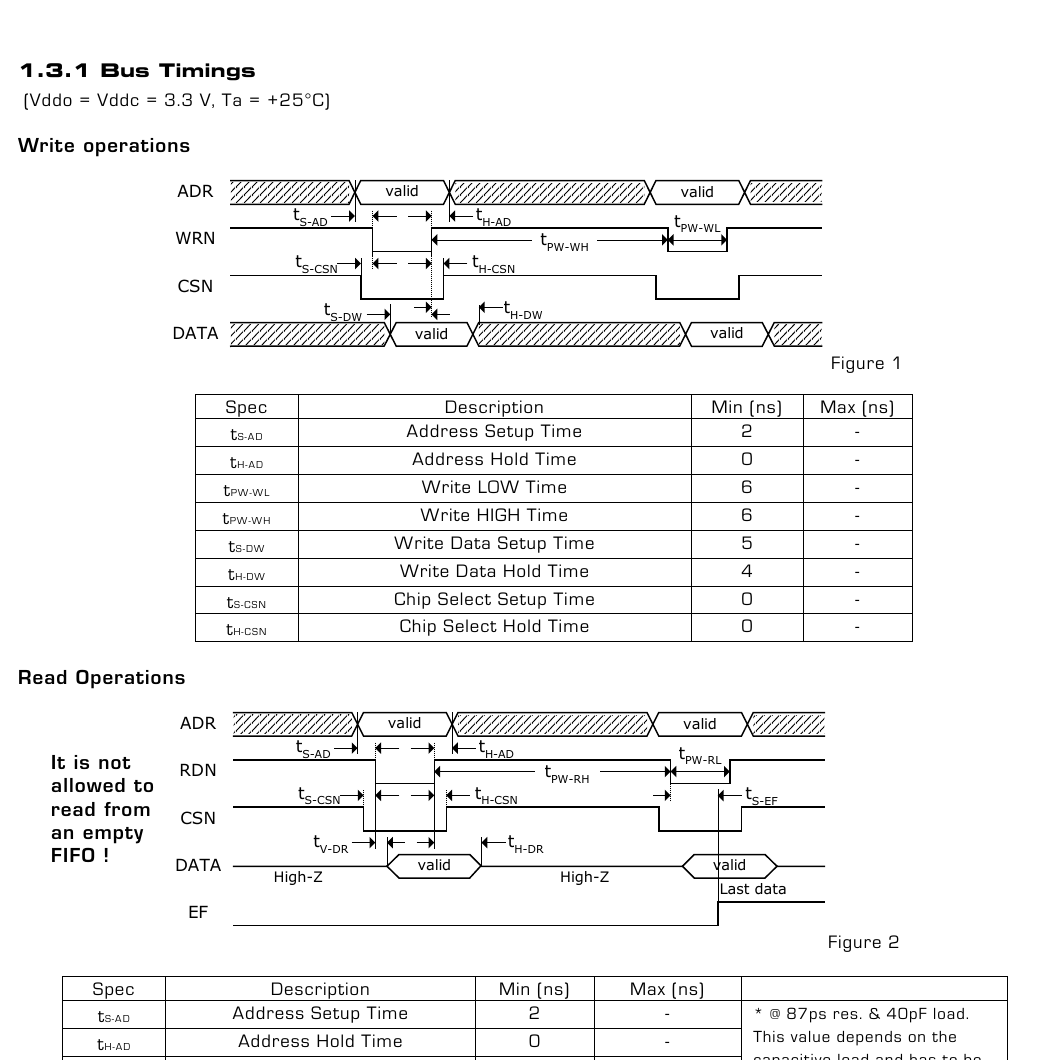 1.3.1 Bus Timings
(Vddo = Vddc = 3.3 V, Ta = +25°C)
Write operations
ADR valid valid
tS-AD tH-AD tPW-WL
WRN tPW-WH
tS-CSN tH-CSN
CSN
tS-DW tH-DW
DATA valid valid
Figure 1
Spec Description Min (ns) Max (ns)
tS-AD Address Setup Time 2 -
tH-AD Address Hold Time 0 -
tPW-WL Write LOW Time 6 -
tPW-WH Write HIGH Time 6 -
tS-DW Write Data Setup Time 5 -
tH-DW Write Data Hold Time 4 -
tS-CSN Chip Select Setup Time 0 -
tH-CSN Chip Select Hold Time 0 -
Read Operations
It is not
allowed to
read from
an empty
FIFO !
ADR valid valid
tS-AD tH-AD tPW-RL
RDN tPW-RH
tS-CSN tH-CSN tS-EF
CSN
tV-DR tH-DR
DATA valid valid
High-Z High-Z
Last data
EF
Figure 2
Spec Description Min (ns) Max (ns)
tS-AD Address Setup Time 2 -
tH-AD Address Hold Time 0 -
* @ 87ps res. & 40pF load.
This value depends on the
capacitive load and has to be